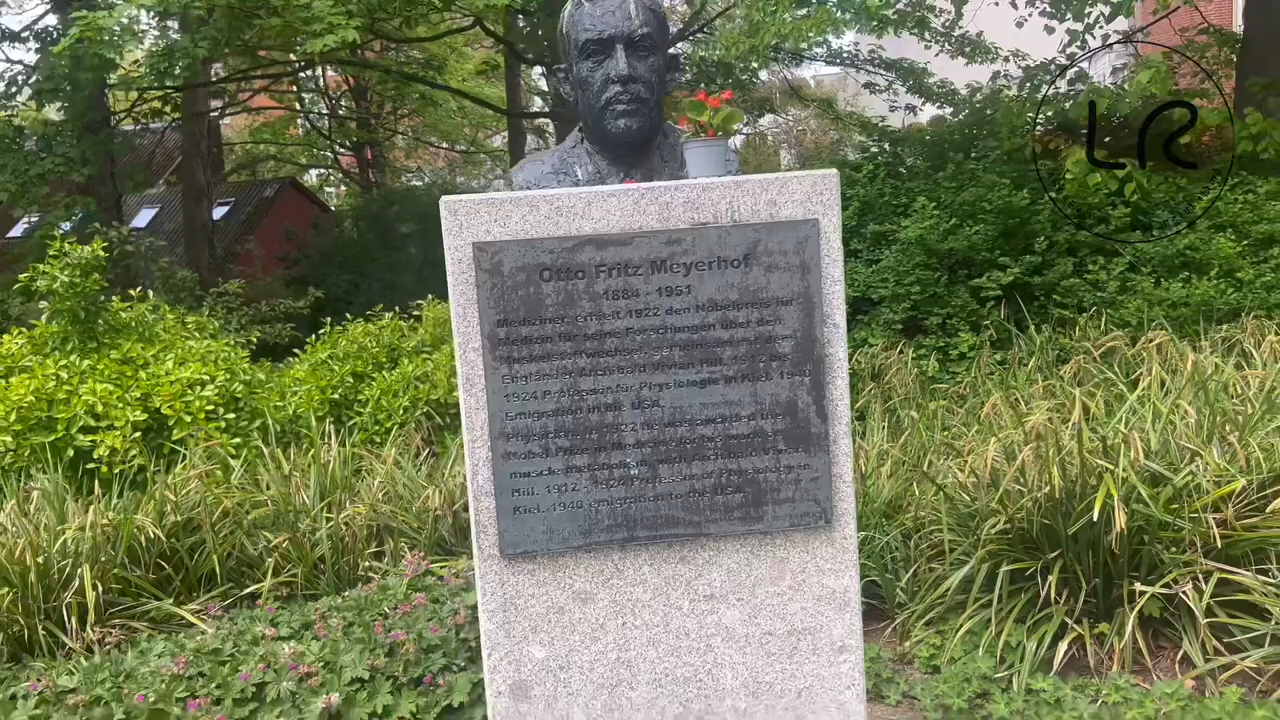 Otto Fritz Meyerhof
1884 - 1951
Mediziner. Erhielt 1922 den Nobelpreis für
Medizin für seine Forschungen über den
Muskelstoffwechsel, gemeinsam mit dem
Engländer Archibald Vivian Hill. 1912 bis
1924 Professor für Physiologie in Kiel. 1940
Emigration in die USA.
Physician. In 1922 he was awarded the
Nobel Prize in Medicine for his work on
muscle metabolism, with Archibald Vivian
Hill. 1912 - 1924 Professor of Physiology in
Kiel. 1940 emigration to the USA.
LR